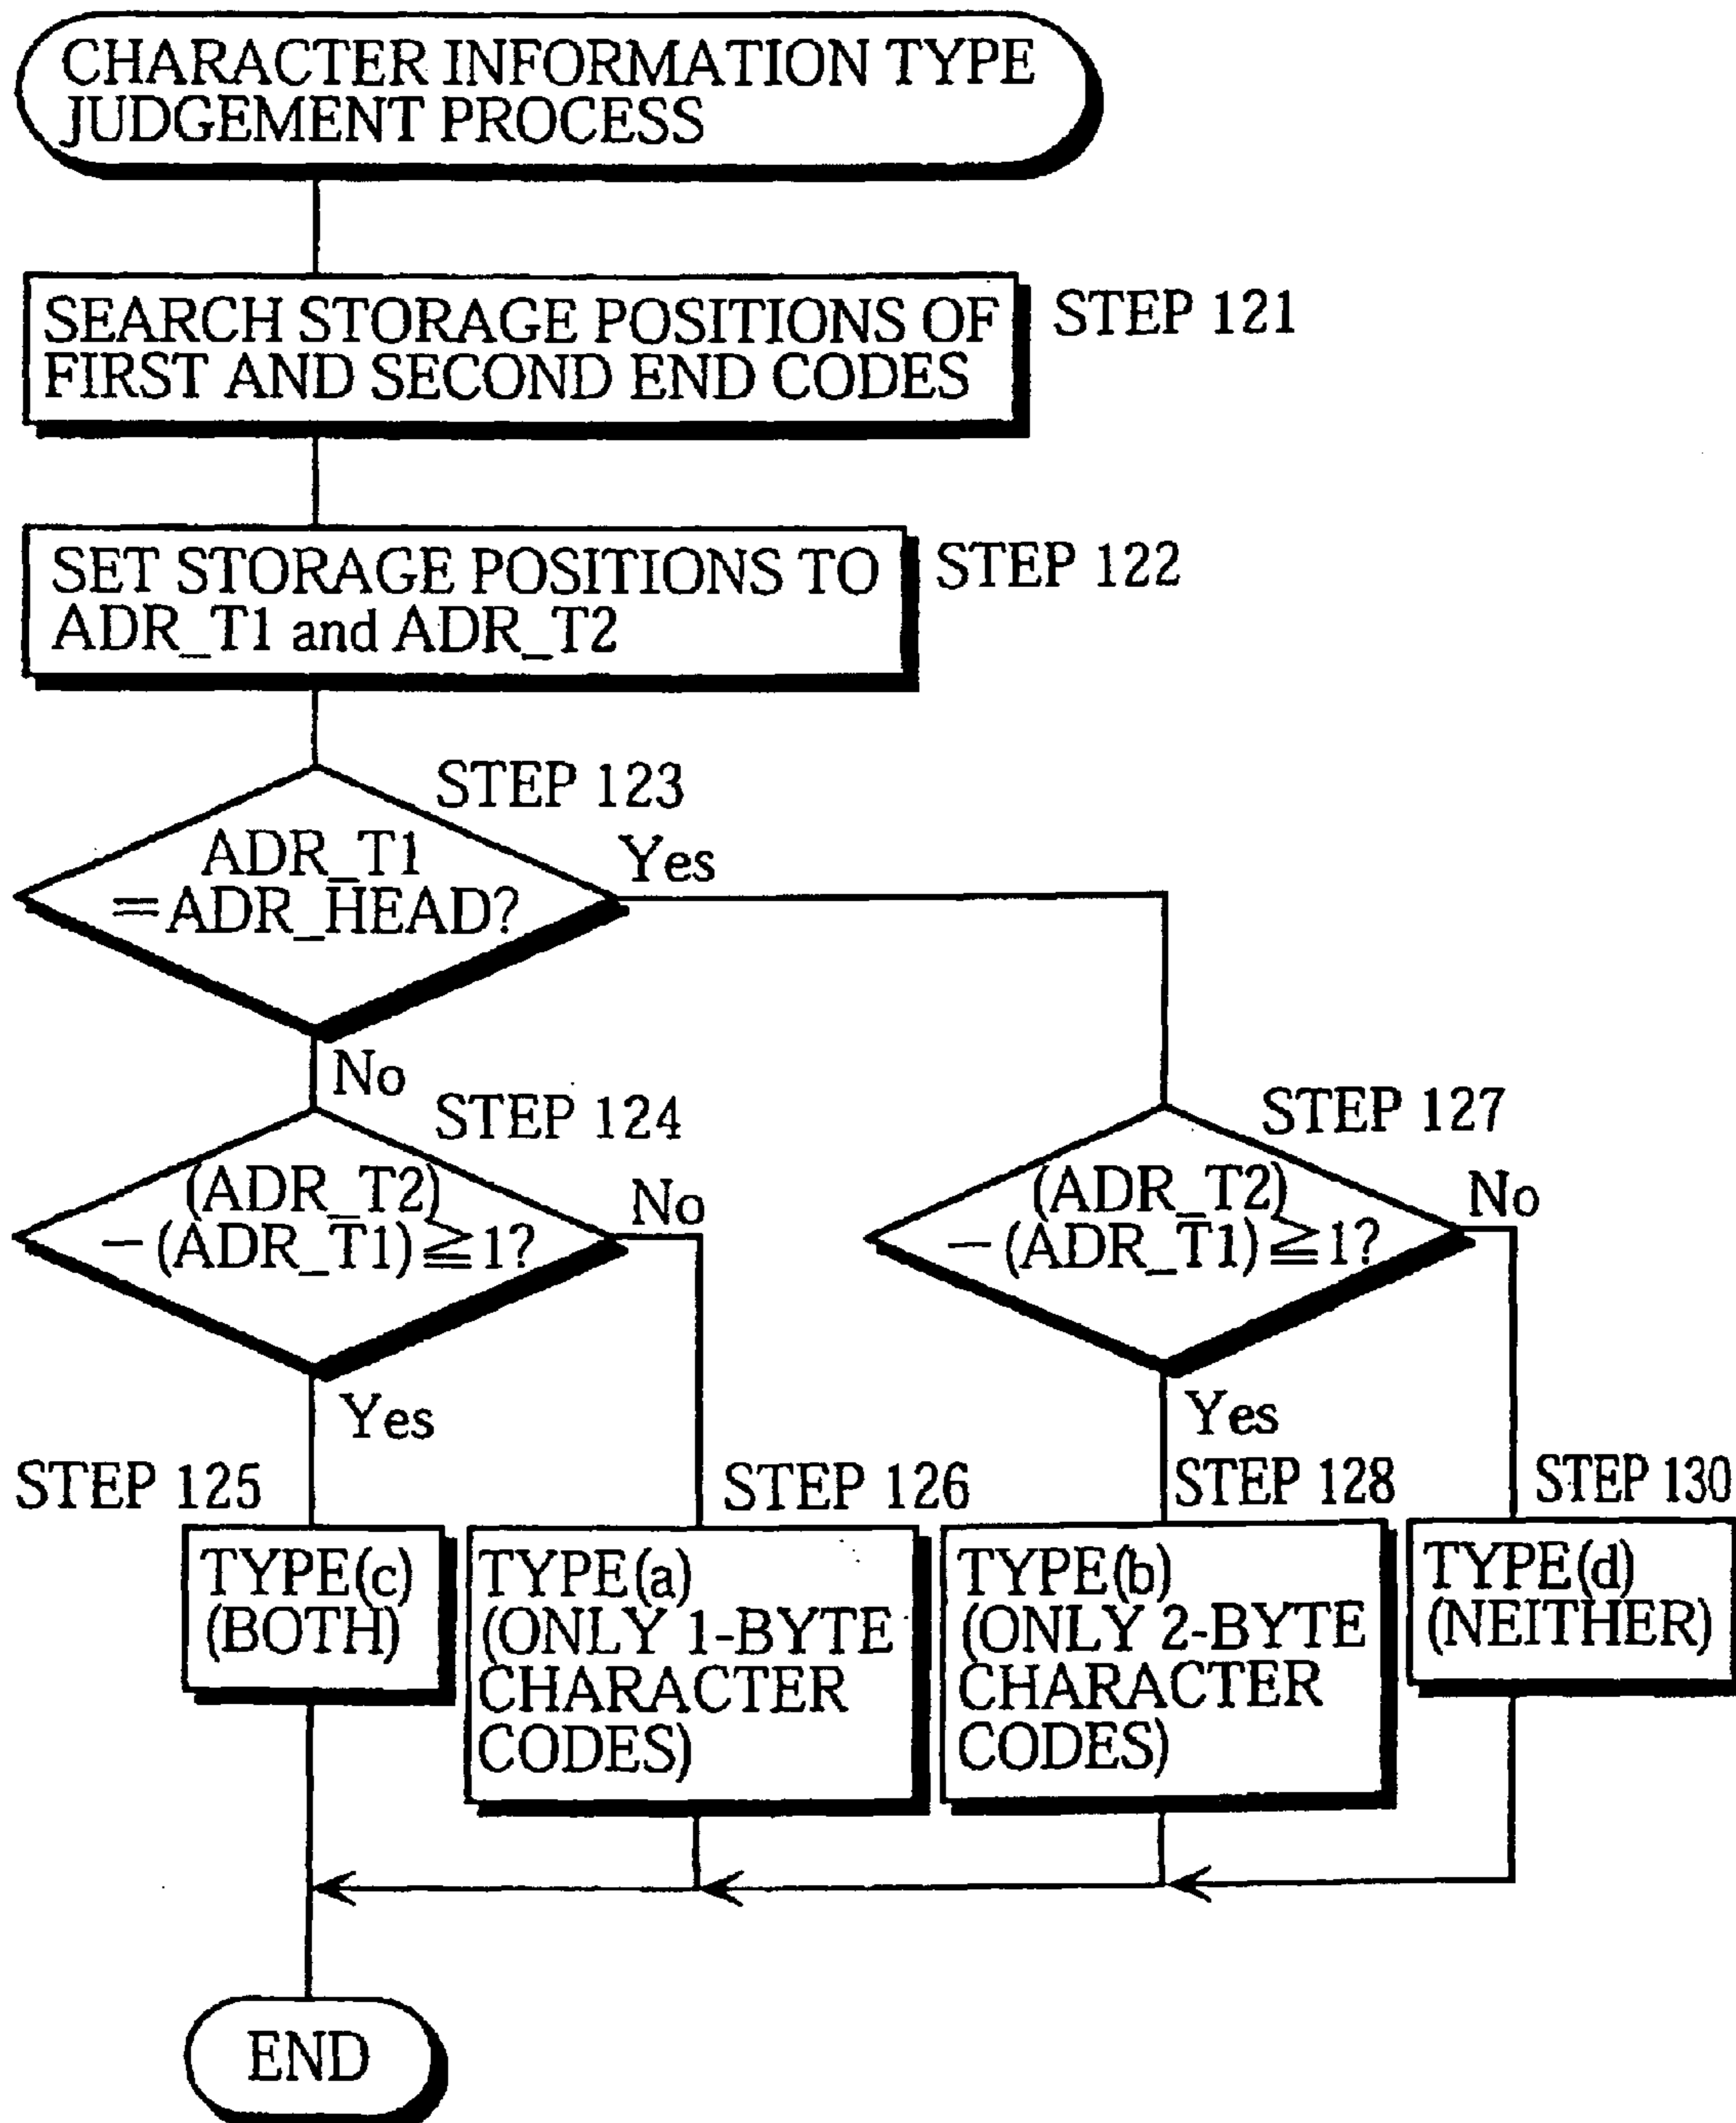 CHARACTER INFORMATION TYPE
JUDGEMENT PROCESS
SEARCH STORAGE POSITIONS OF
FIRST AND SECOND END CODES
STEP 121
SET STORAGE POSITIONS TO
ADR_T1 and ADR_T2
STEP 122
STEP 123
ADR_T1
=ADR_HEAD?
Yes
No
STEP 124
(ADR_T2)
−(ADR_T1)≧1?
No
Yes
STEP 127
(ADR_T2)
−(ADR_T1)≧1?
No
Yes
STEP 125
TYPE(c)
(BOTH)
STEP 126
TYPE(a)
(ONLY 1-BYTE
CHARACTER
CODES)
STEP 128
TYPE(b)
(ONLY 2-BYTE
CHARACTER
CODES)
STEP 130
TYPE(d)
(NEITHER)
END